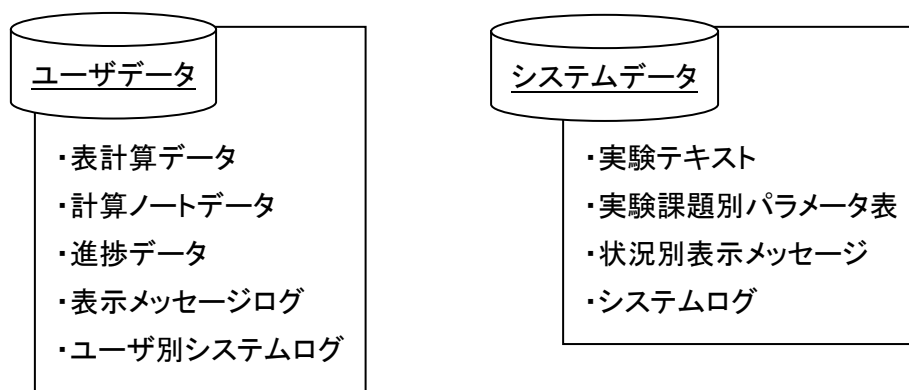 ユーザデータ
・表計算データ
・計算ノートデータ
・進捗データ
・表示メッセージログ
・ユーザ別システムログ
システムデータ
・実験テキスト
・実験課題別パラメータ表
・状況別表示メッセージ
・システムログ